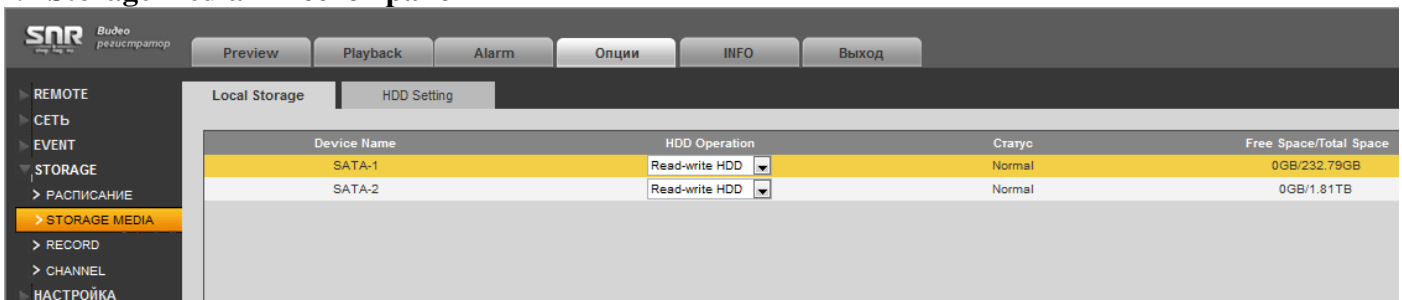 SNR Видео регистратор
Preview Playback Alarm Опции INFO Выход
REMOTE
СЕТЬ
EVENT
STORAGE
РАСПИСАНИЕ
STORAGE MEDIA
RECORD
CHANNEL
НАСТРОЙКА
Local Storage HDD Setting
Device Name HDD Operation Статус Free Space/Total Space
SATA-1 Read-write HDD Normal 0GB/232.79GB
SATA-2 Read-write HDD Normal 0GB/1.81TB